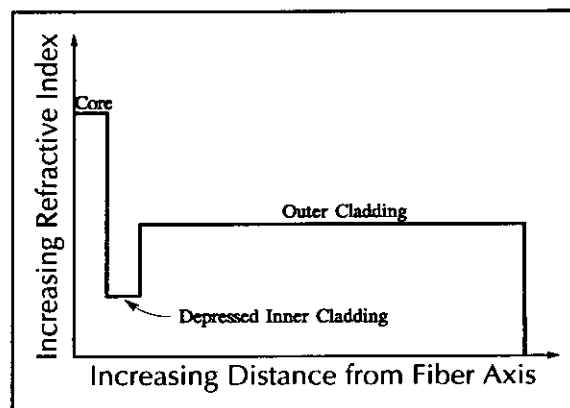 Increasing Refractive Index
Core
Outer Cladding
Depressed Inner Cladding
Increasing Distance from Fiber Axis